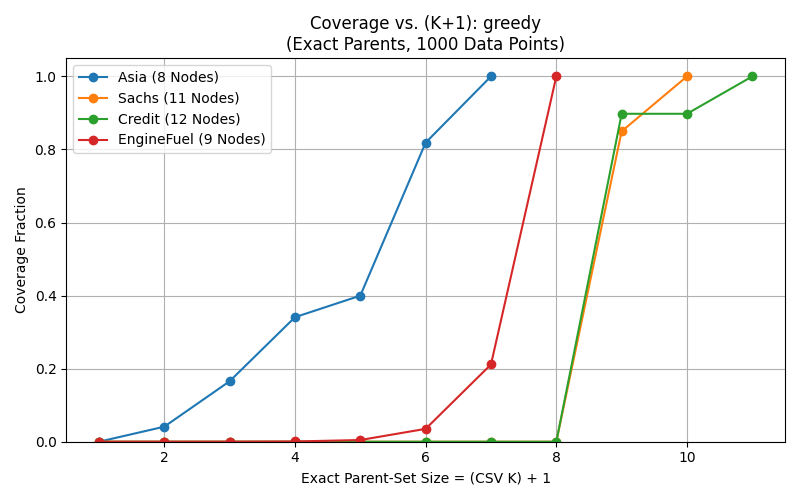 Coverage vs. (K+1): greedy
(Exact Parents, 1000 Data Points)
Asia (8 Nodes)
Sachs (11 Nodes)
Credit (12 Nodes)
EngineFuel (9 Nodes)
Coverage Fraction
1.0
0.8
0.6
0.4
0.2
0.0
2 4 6 8 10
Exact Parent-Set Size = (CSV K) + 1